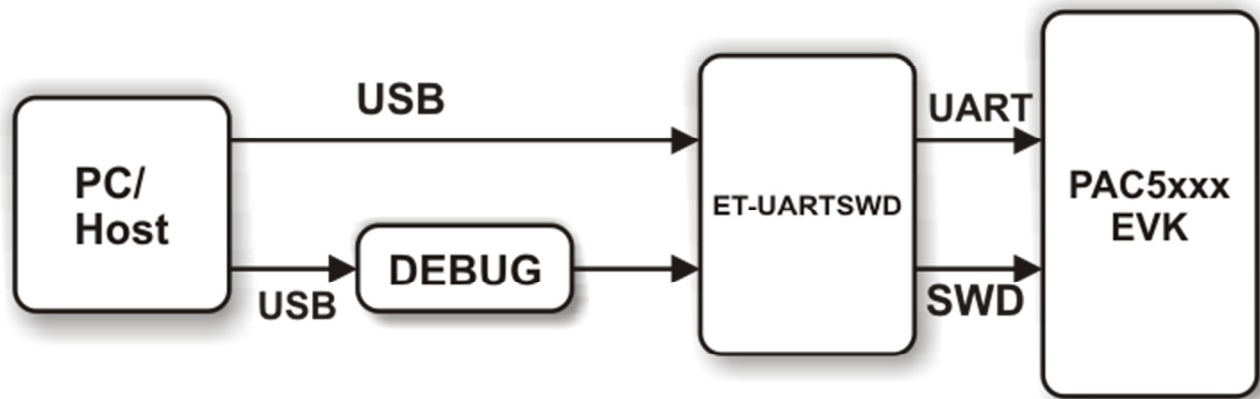 USB
UART
PC/
Host
ET-UARTSWD
PAC5xxx
EVK
DEBUG
USB
SWD